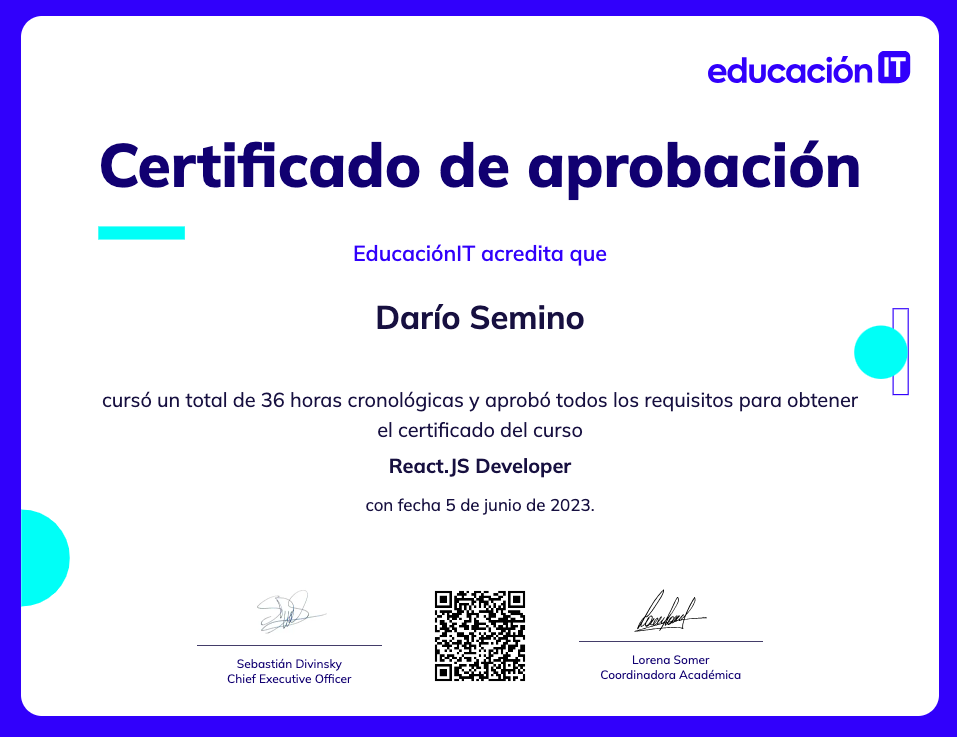 educación IT
Certificado de aprobación
EducaciónIT acredita que
Darío Semino
cursó un total de 36 horas cronológicas y aprobó todos los requisitos para obtener
el certificado del curso
React.JS Developer
con fecha 5 de junio de 2023.
Sebastián Divinsky
Chief Executive Officer
Lorena Somer
Coordinadora Académica